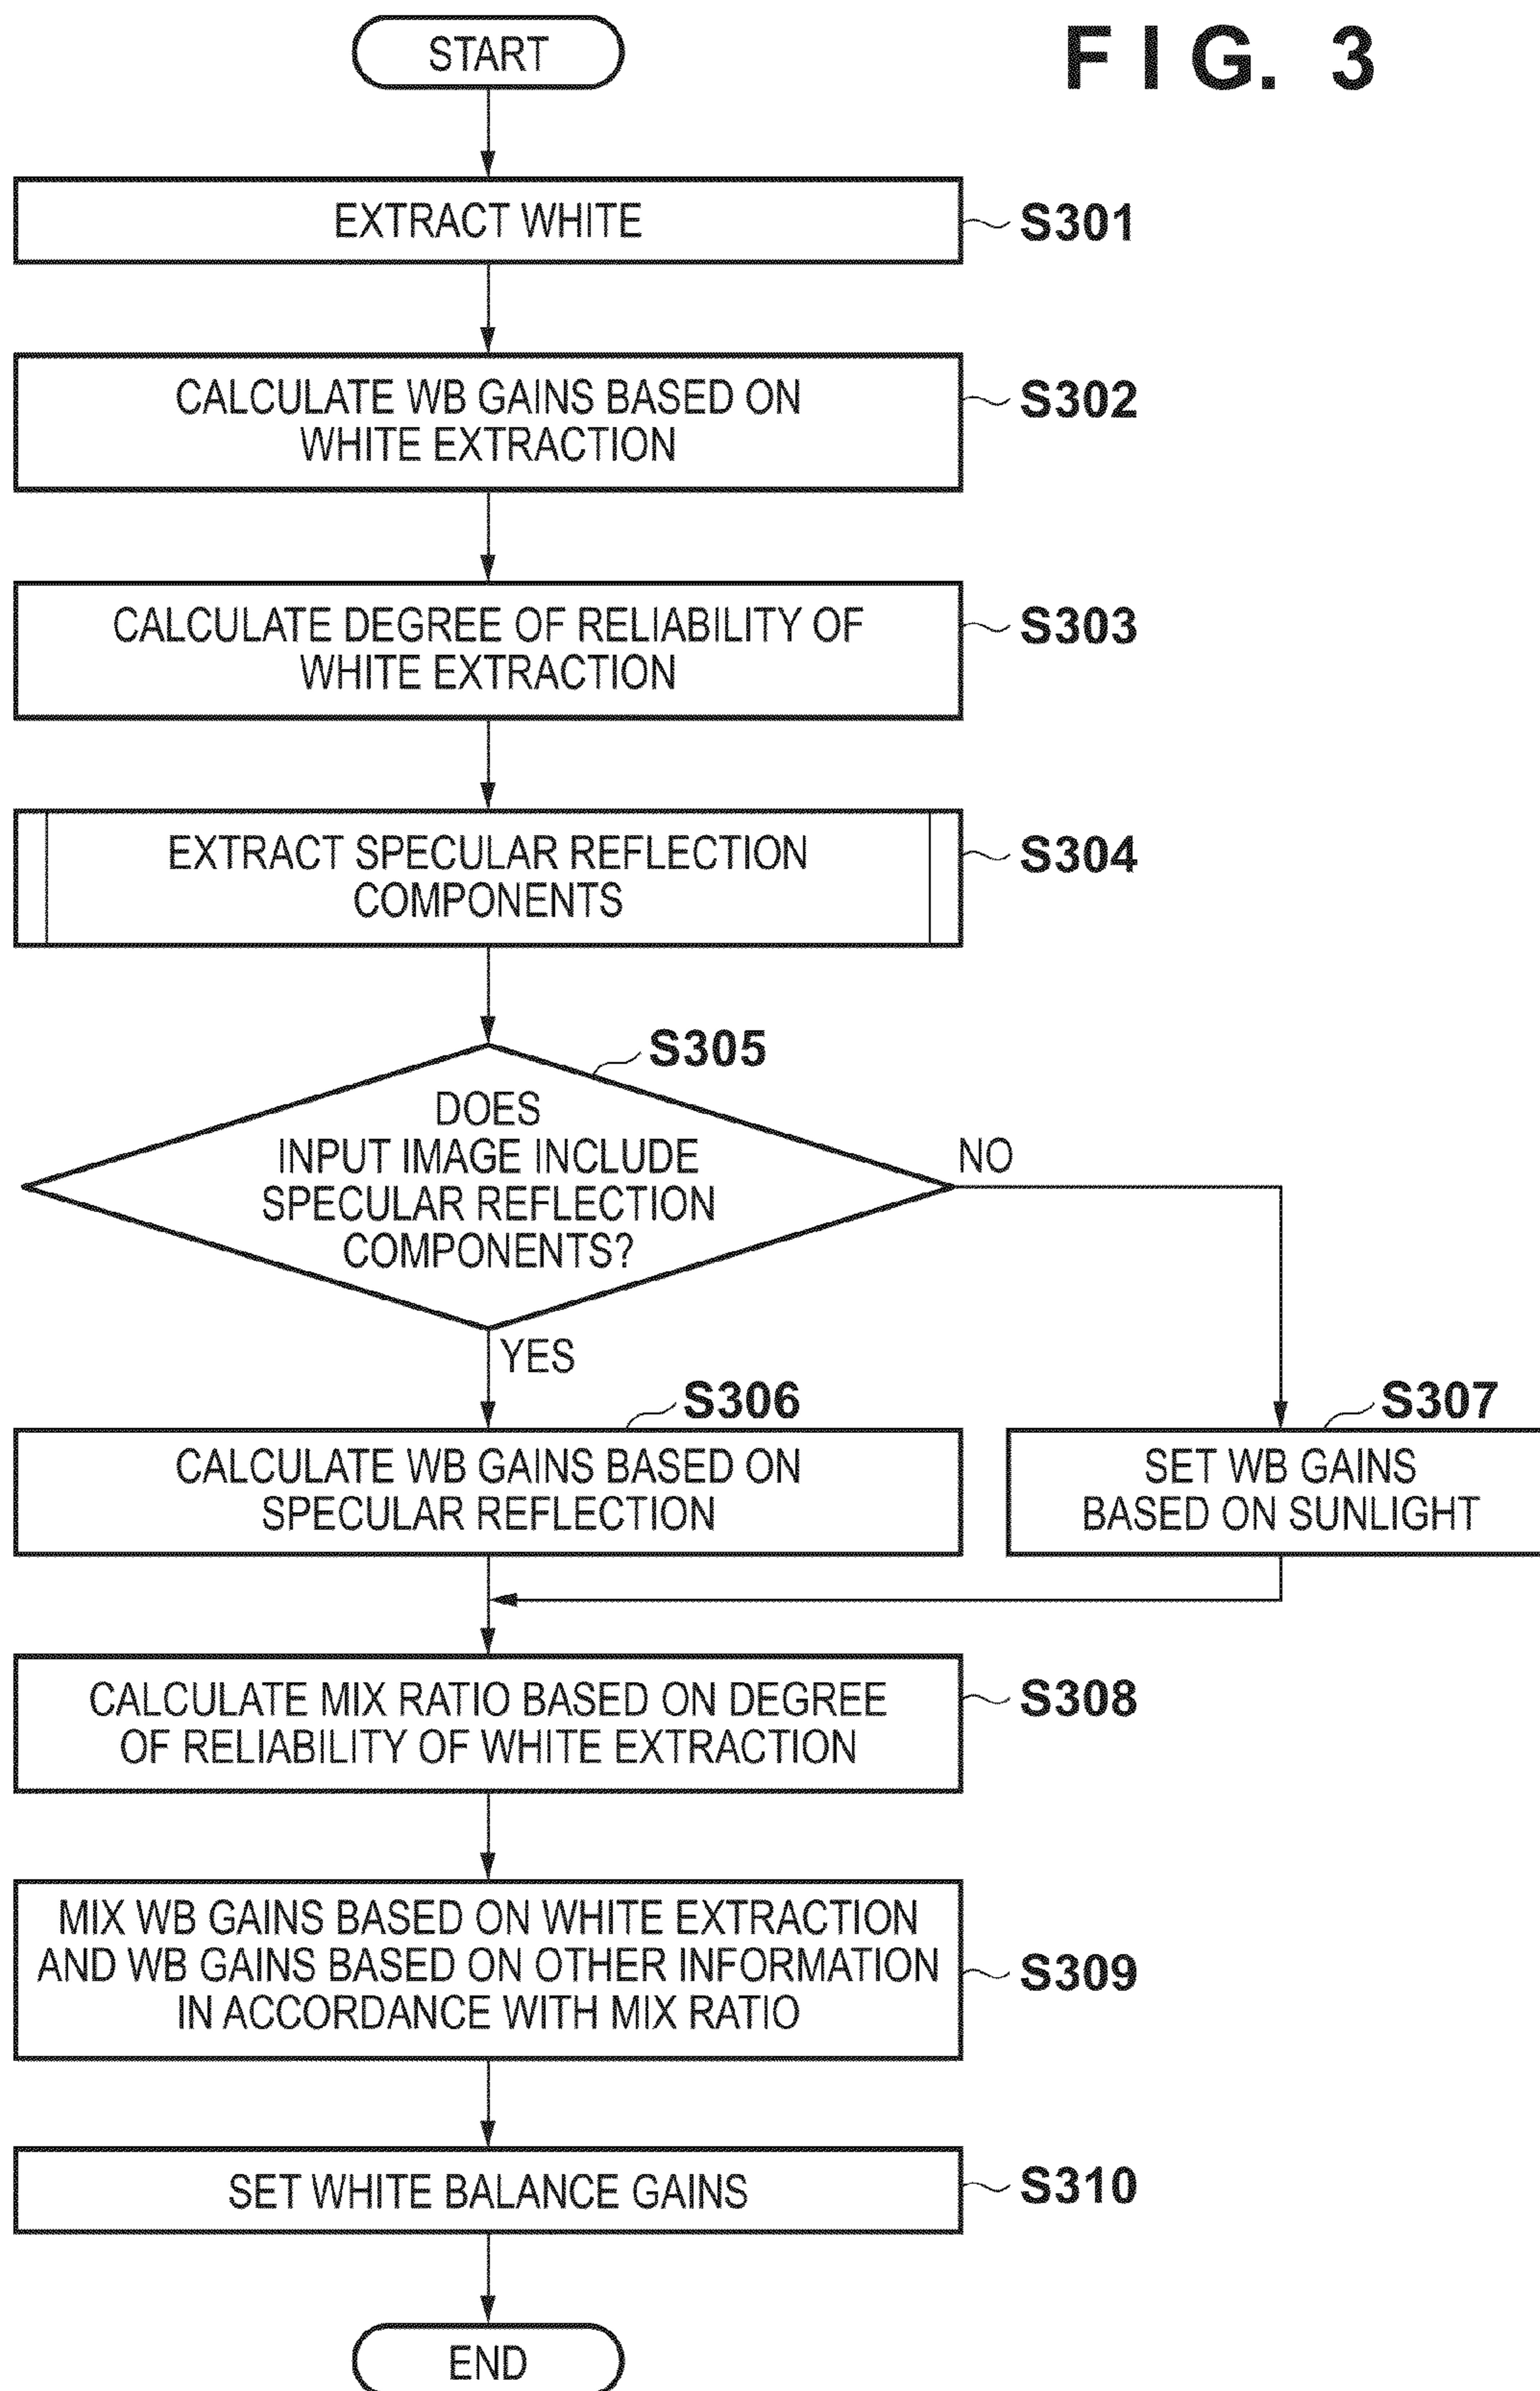 START
F I G. 3
EXTRACT WHITE
S301
CALCULATE WB GAINS BASED ON
WHITE EXTRACTION
S302
CALCULATE DEGREE OF RELIABILITY OF
WHITE EXTRACTION
S303
EXTRACT SPECULAR REFLECTION
COMPONENTS
S304
S305
DOES
INPUT IMAGE INCLUDE
SPECULAR REFLECTION
COMPONENTS?
NO
YES
S306
CALCULATE WB GAINS BASED ON
SPECULAR REFLECTION
S307
SET WB GAINS
BASED ON SUNLIGHT
CALCULATE MIX RATIO BASED ON DEGREE
OF RELIABILITY OF WHITE EXTRACTION
S308
MIX WB GAINS BASED ON WHITE EXTRACTION
AND WB GAINS BASED ON OTHER INFORMATION
IN ACCORDANCE WITH MIX RATIO
S309
SET WHITE BALANCE GAINS
S310
END